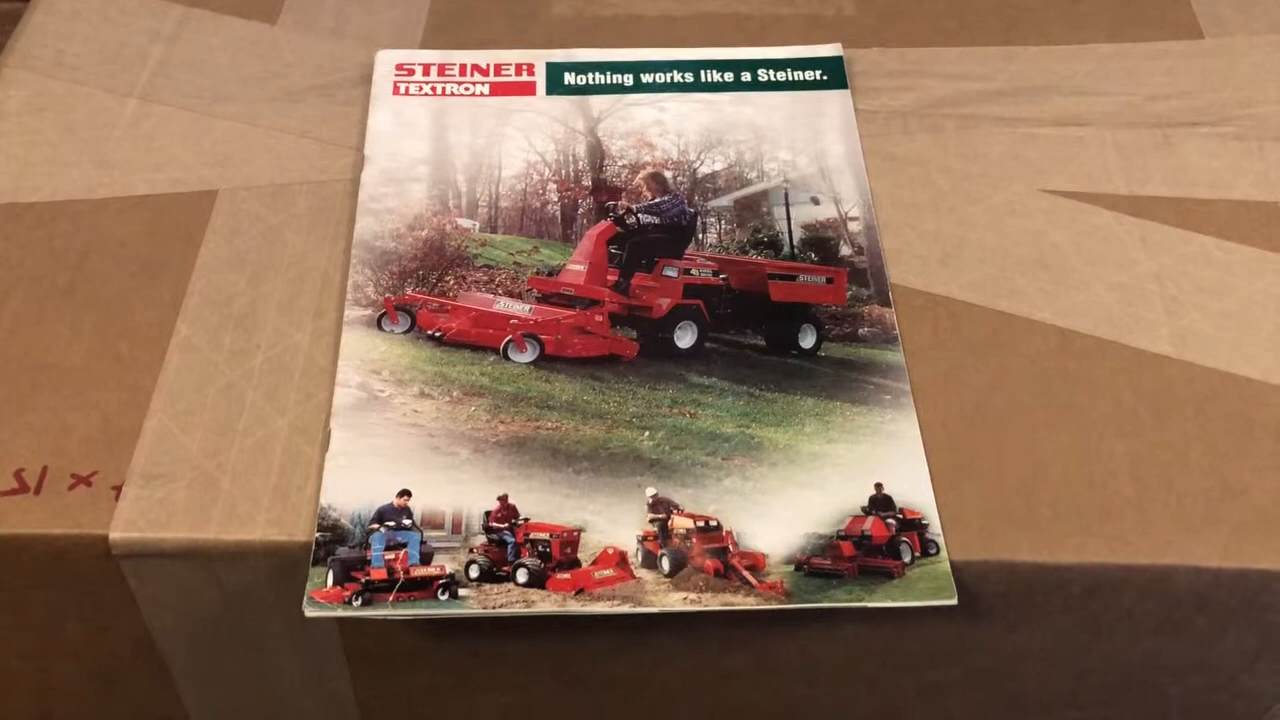 STEINER
TEXTRON
Nothing works like a Steiner.
STEINER
STEINER
x 12